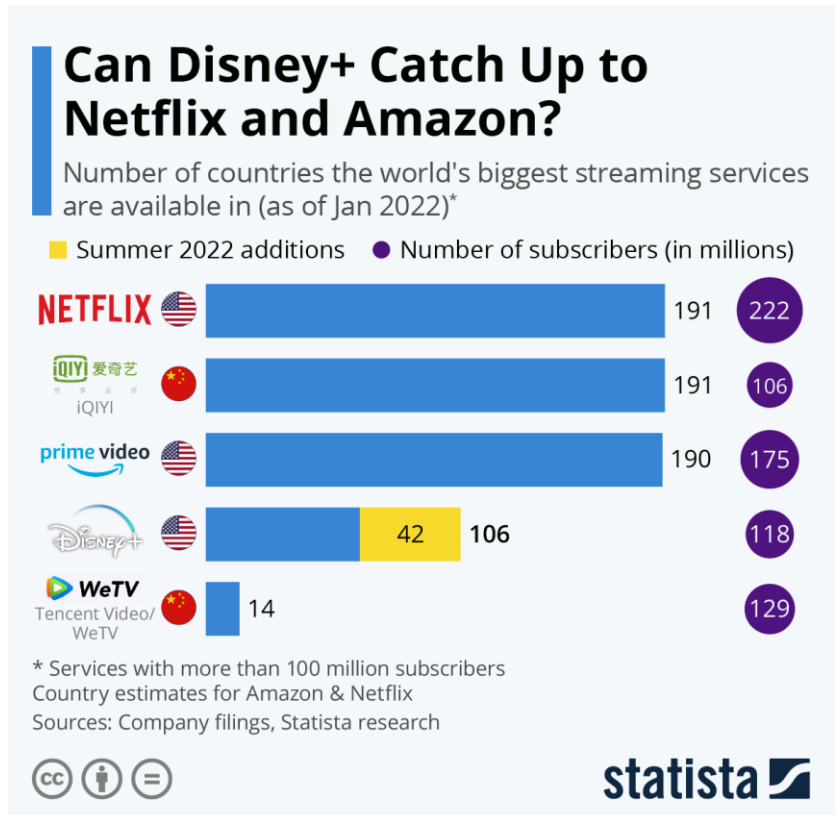 Can Disney+ Catch Up to
Netflix and Amazon?
Number of countries the world's biggest streaming services
are available in (as of Jan 2022)*
Summer 2022 additions Number of subscribers (in millions)
NETFLIX 191 222
iQIYI 爱奇艺
iQIYI 191 106
prime video 190 175
Disney+ 42 106 118
WeTV
Tencent Video/
WeTV 14 129
* Services with more than 100 million subscribers
Country estimates for Amazon & Netflix
Sources: Company filings, Statista research
cc =
statista